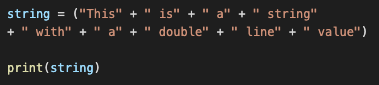 string = ("This" + " is" + " a" + " string"
+ " with" + " a" + " double" + " line" + " value")
print(string)